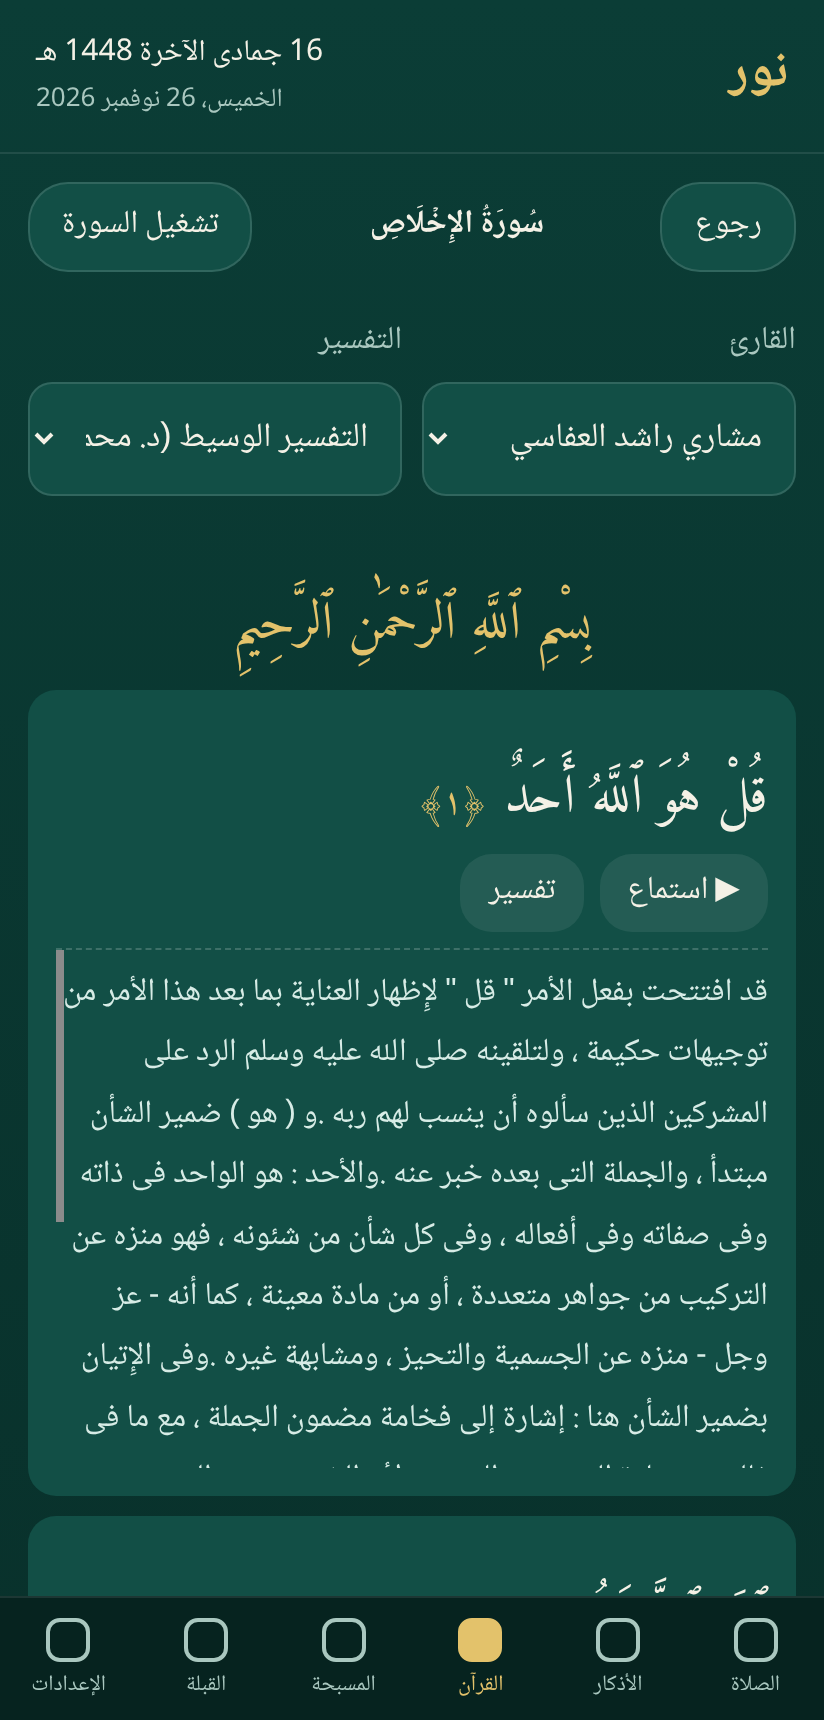 نور
16 جمادى الآخرة 1448 هـ
الخميس، 26 نوفمبر 2026
رجوع
سُورَةُ الإِخۡلَاصِ
تشغيل السورة
القارئ
التفسير
مشاري راشد العفاسي
التفسير الوسيط (د. محمد
بِسْمِ ٱللَّهِ ٱلرَّحْمَٰنِ ٱلرَّحِيمِ
قُلْ هُوَ ٱللَّهُ أَحَدٌ ﴿١﴾
▶ استماع
تفسير
قد افتتحت بفعل الأمر " قل " لإظهار العناية بما بعد هذا الأمر من
توجيهات حكيمة ، ولتلقينه صلى الله عليه وسلم الرد على
المشركين الذين سألوه أن ينسب لهم ربه .و ( هو ) ضمير الشأن
مبتدأ ، والجملة التى بعده خبر عنه .والأحد : هو الواحد فى ذاته
وفى صفاته وفى أفعاله ، وفى كل شأن من شئونه ، فهو منزه عن
التركيب من جواهر متعددة ، أو من مادة معينة ، كما أنه - عز
وجل - منزه عن الجسمية والتحيز ، ومشابهة غيره .وفى الإتيان
بضمير الشأن هنا : إشارة إلى فخامة مضمون الجملة ، مع ما فى
الصلاة
الأذكار
القرآن
المسبحة
القبلة
الإعدادات